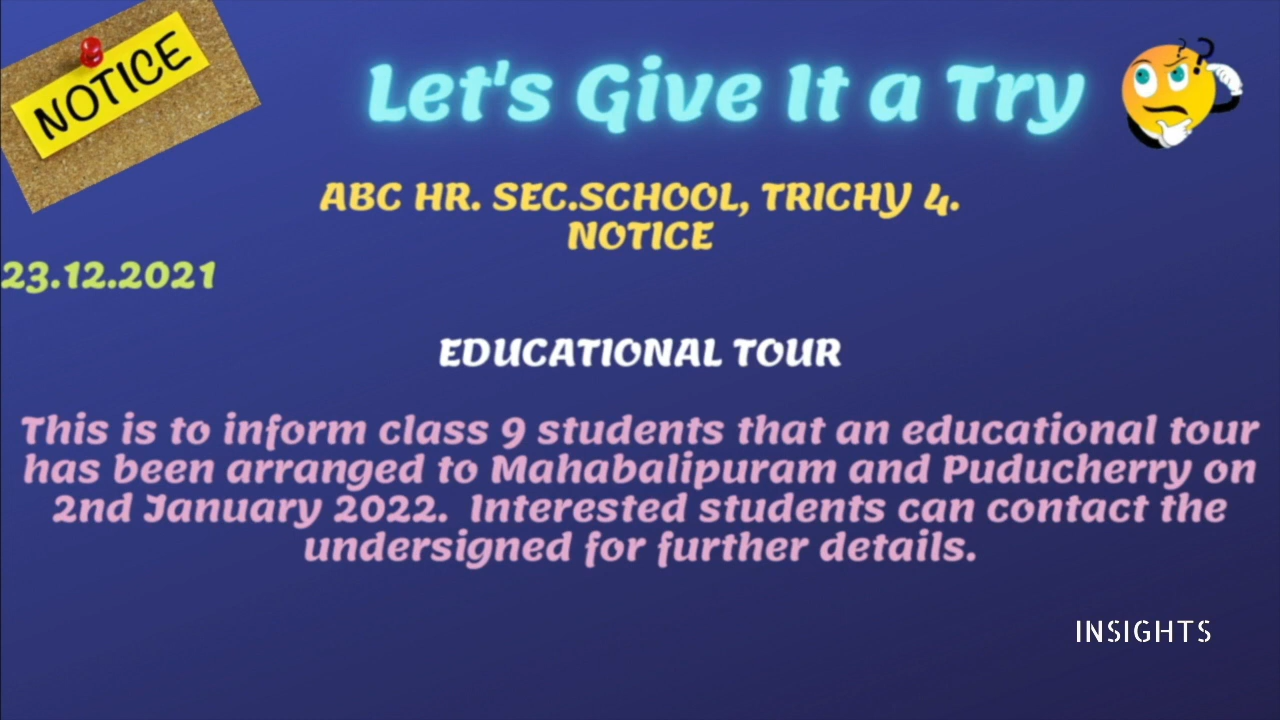 NOTICE
Let's Give It a Try
? ?
ABC HR. SEC.SCHOOL, TRICHY 4.
NOTICE
23.12.2021
EDUCATIONAL TOUR
This is to inform class 9 students that an educational tour
has been arranged to Mahabalipuram and Puducherry on
2nd January 2022.  Interested students can contact the
undersigned for further details.
INSIGHTS